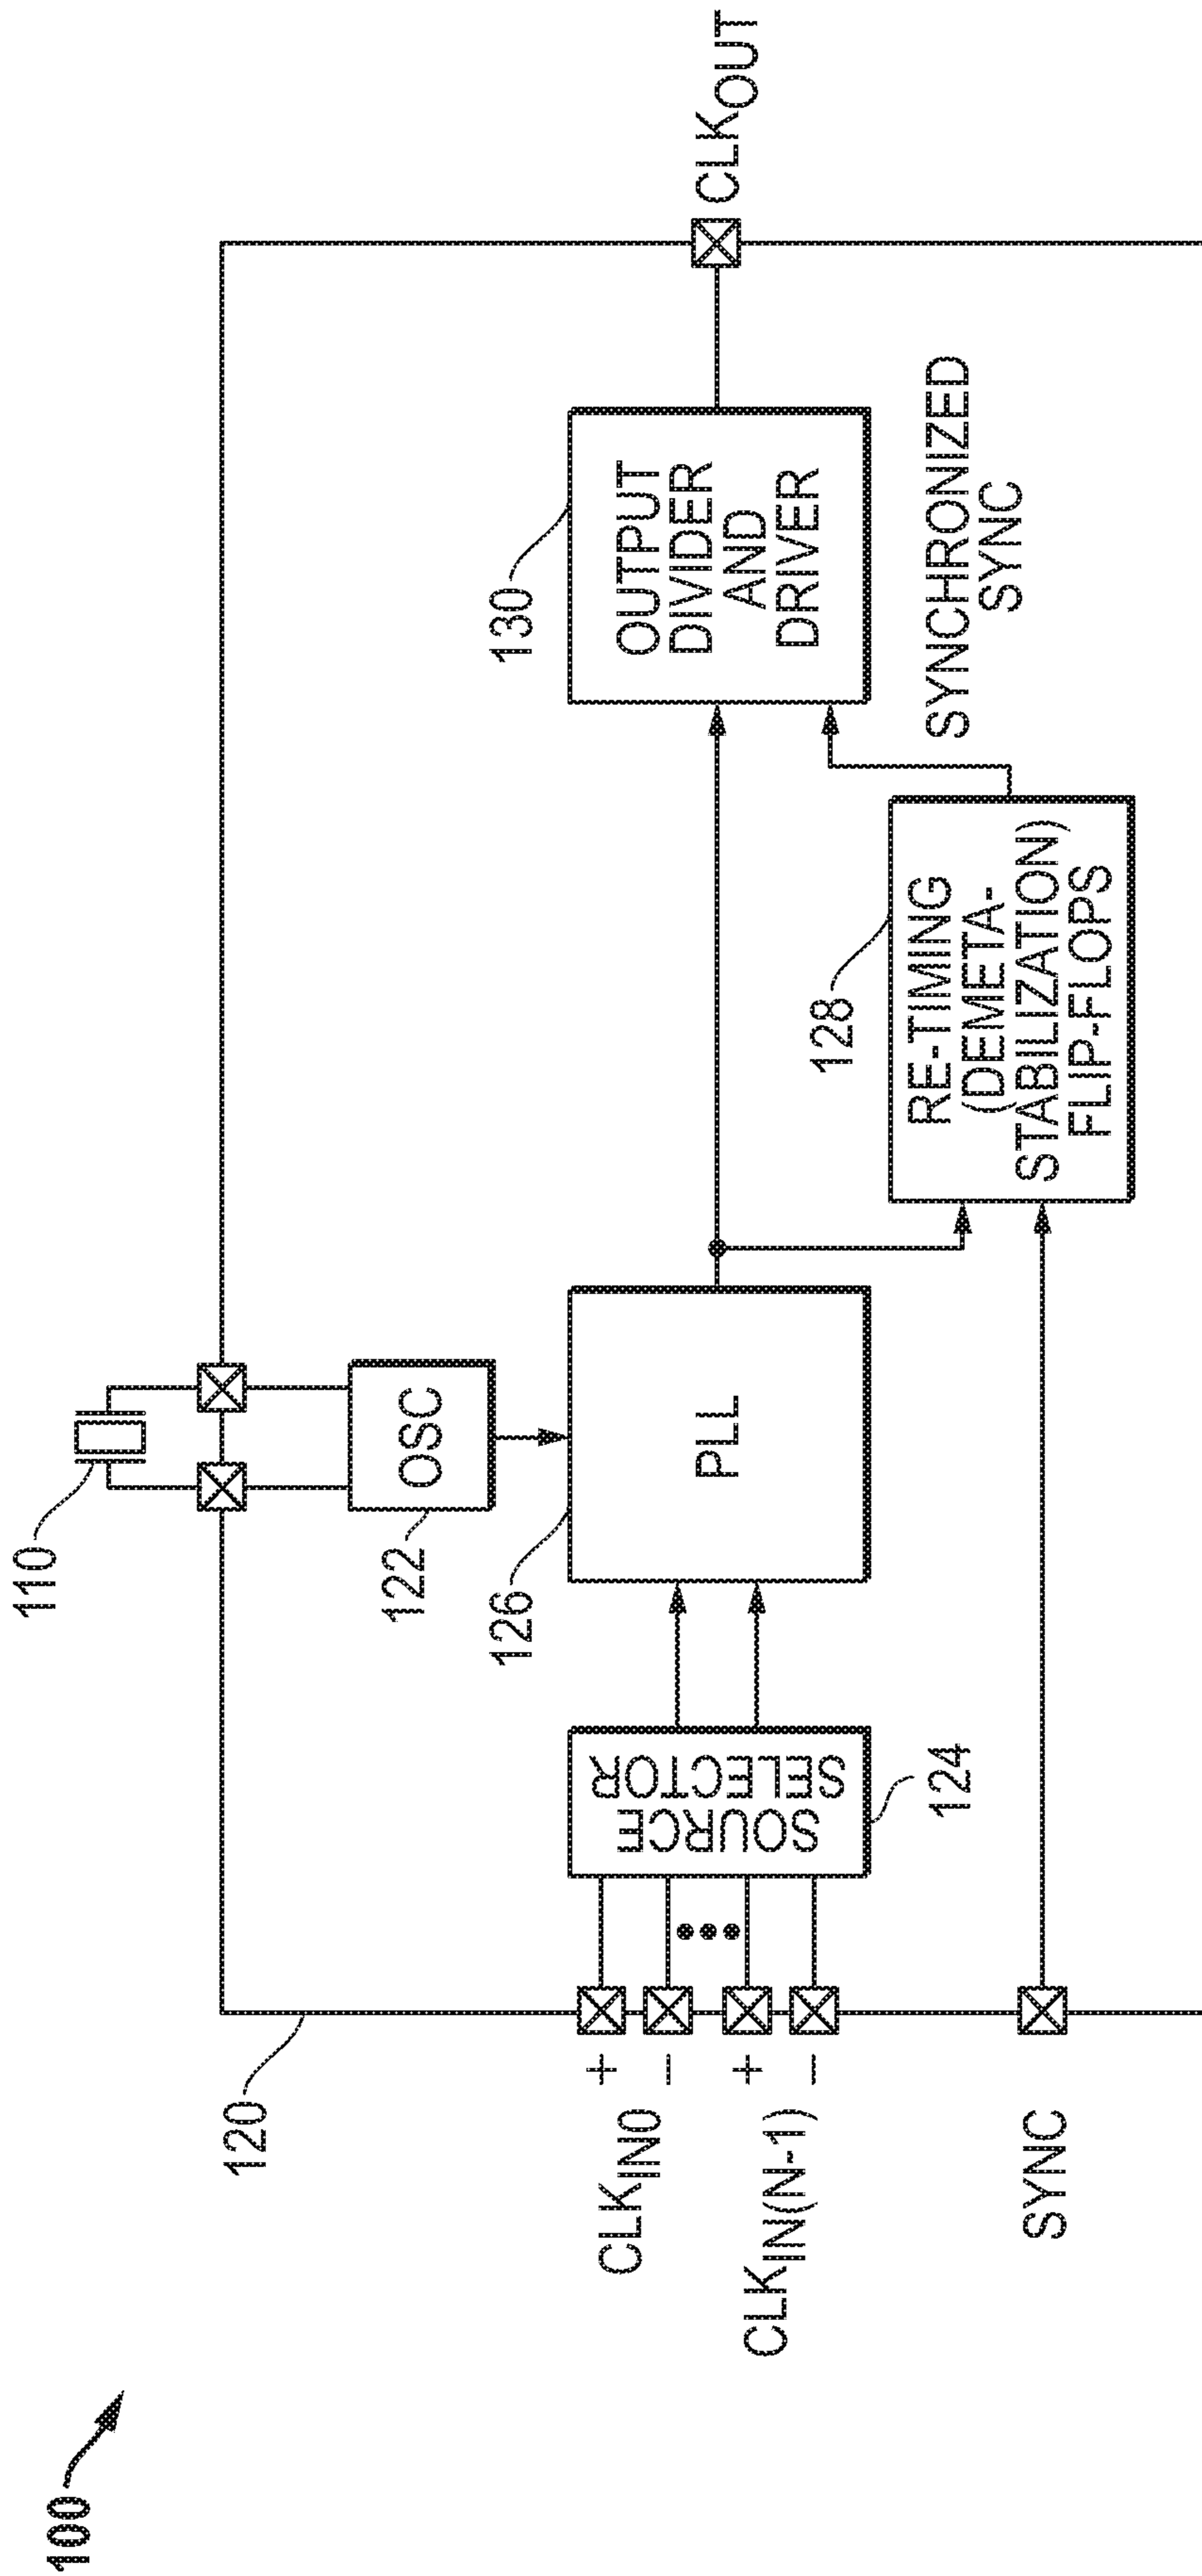 100
110
120
122
OSC
126
PLL
130
OUTPUT
DIVIDER
AND
DRIVER
CLKOUT
CLKIN0
+
−
CLKIN(N-1)
+
−
SOURCE
SELECTOR
124
128
RE-TIMING
(DEMETA-
STABILIZATION)
FLIP-FLOPS
SYNCHRONIZED
SYNC
SYNC